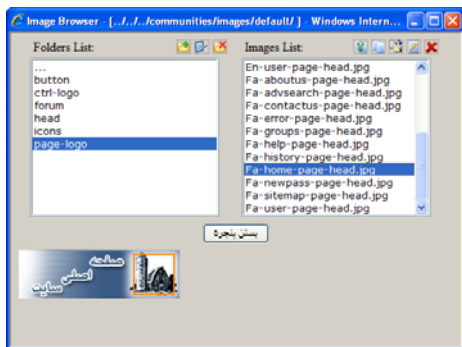 Image Browser - [../../../communities/images/default/ ] - Windows Intern...
Folders List:
...
button
ctrl-logo
forum
head
icons
page-logo
Images List:
En-user-page-head.jpg
Fa-aboutus-page-head.jpg
Fa-advsearch-page-head.jpg
Fa-contactus-page-head.jpg
Fa-error-page-head.jpg
Fa-groups-page-head.jpg
Fa-help-page-head.jpg
Fa-history-page-head.jpg
Fa-home-page-head.jpg
Fa-newpass-page-head.jpg
Fa-sitemap-page-head.jpg
Fa-user-page-head.jpg
بستن پنجره
صفحه
اصلی
سایت